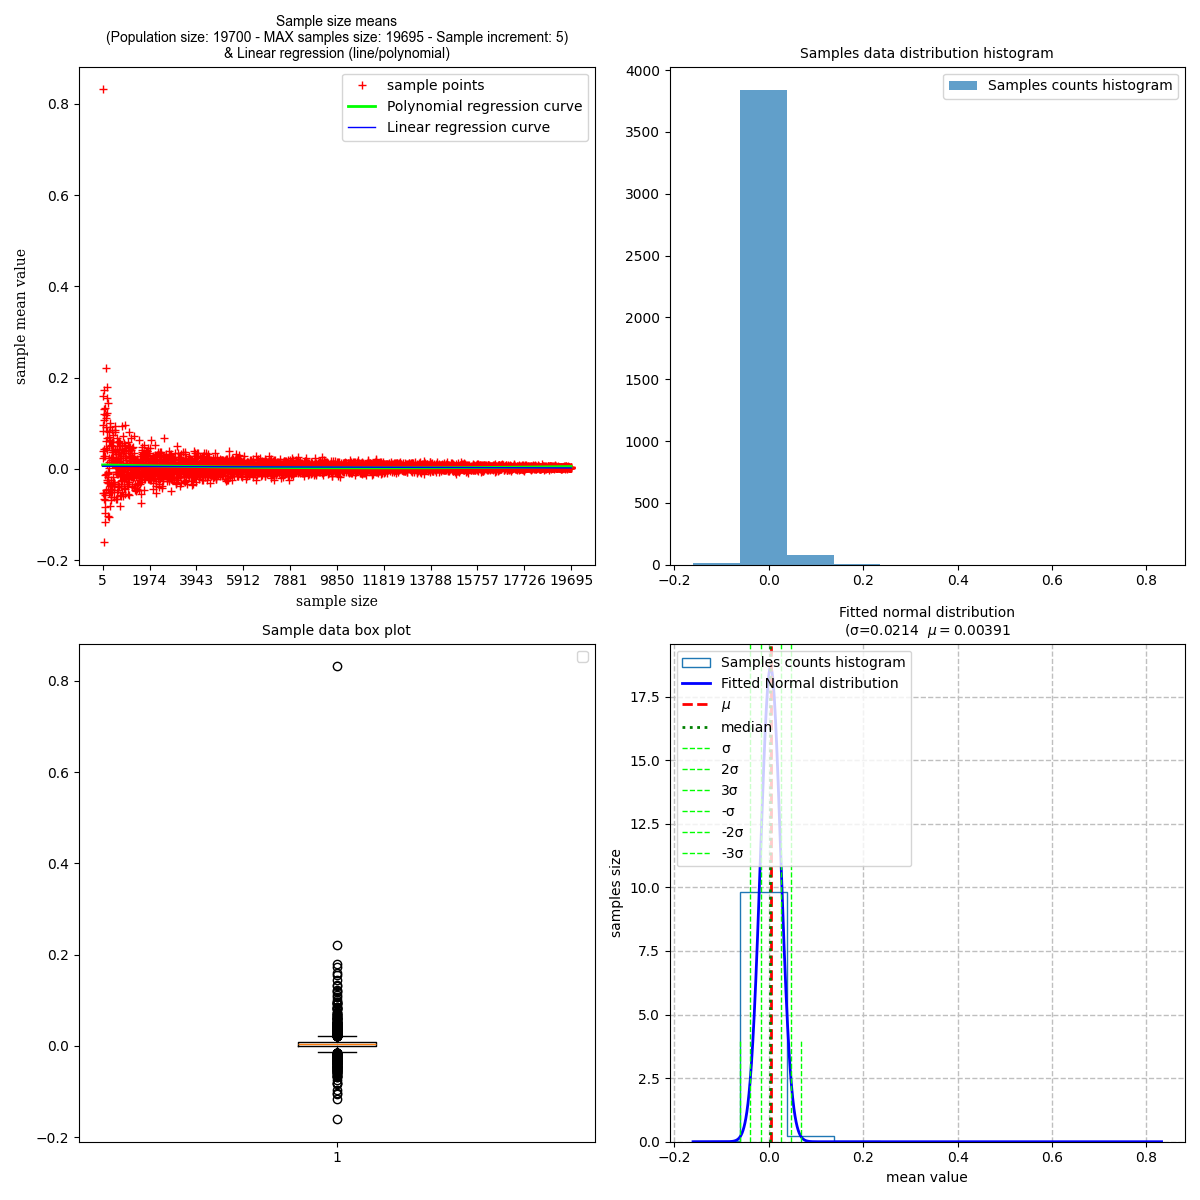 Sample size means
(Population size: 19700 - MAX samples size: 19695 - Sample increment: 5)
& Linear regression (line/polynomial)
sample points
Polynomial regression curve
Linear regression curve
sample mean value
0.8
0.6
0.4
0.2
0.0
−0.2
5 1974 3943 5912 7881 9850 11819 13788 15757 17726 19695
sample size
Samples data distribution histogram
Samples counts histogram
4000
3500
3000
2500
2000
1500
1000
500
0
−0.2 0.0 0.2 0.4 0.6 0.8
Sample data box plot
0.8
0.6
0.4
0.2
0.0
−0.2
1
Fitted normal distribution
(σ=0.0214 μ = 0.00391
Samples counts histogram
Fitted Normal distribution
μ
median
σ
2σ
3σ
-σ
-2σ
-3σ
samples size
17.5
15.0
12.5
10.0
7.5
5.0
2.5
0.0
−0.2 0.0 0.2 0.4 0.6 0.8
mean value